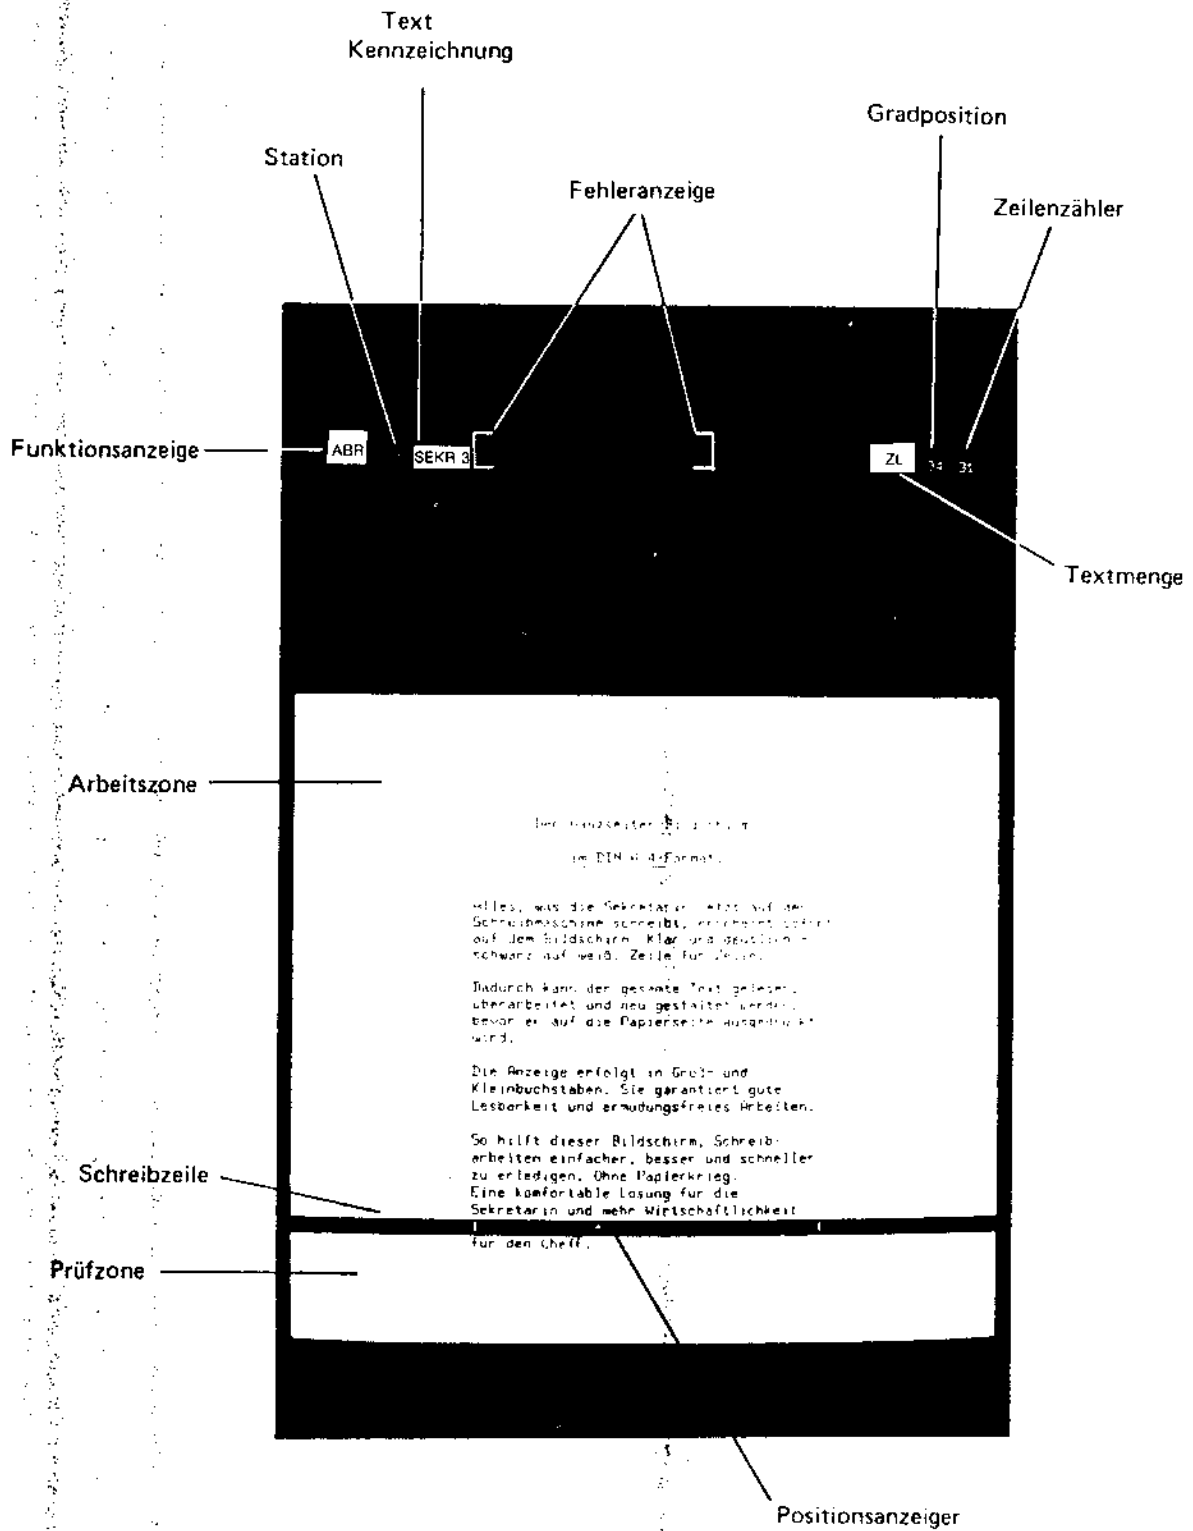 Text
Kennzeichnung
Gradposition
Station
Fehleranzeige
Zeilenzähler
Funktionsanzeige
ABR
SEKR 3
ZL
34 31
Textmenge
Arbeitszone
im DIN A 4-Format.
Alles, was die Sekretärin jetzt auf der
Schreibmaschine schreibt, erscheint sofort
auf dem Bildschirm. Klar und deutlich -
schwarz auf weiß. Zeile für Zeile.
Dadurch kann der gesamte Text gelesen,
überarbeitet und neu gestaltet werden,
bevor er auf die Papierseite ausgedruckt
wird.
Die Anzeige erfolgt in Groß- und
Kleinbuchstaben. Sie garantiert gute
Lesbarkeit und ermüdungsfreies Arbeiten.
So hilft dieser Bildschirm, Schreib-
arbeiten einfacher, besser und schneller
zu erledigen. Ohne Papierkrieg.
Eine komfortable Lösung für die
Schreibzeile
Sekretärin und mehr Wirtschaftlichkeit
für den Cheff.
Prüfzone
Positionsanzeiger